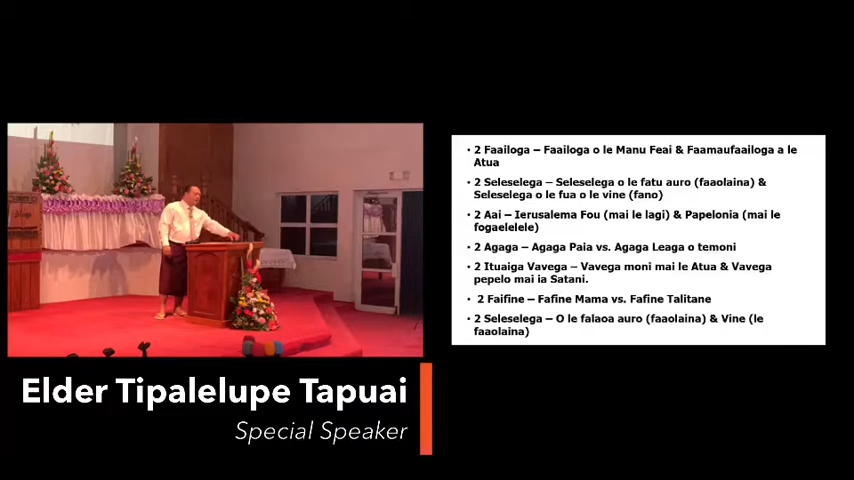 • 2 Faailoga – Faailoga o le Manu Feai & Faamaufaailoga a le
Atua
• 2 Seleselega – Seleselega o le fatu auro (faaolaina) &
Seleselega o le fua o le vine (fano)
• 2 Aai – Ierusalema Fou (mai le lagi) & Papelonia (mai le
fogaelelele)
• 2 Agaga – Agaga Paia vs. Agaga Leaga o temoni
• 2 Ituaiga Vavega – Vavega moni mai le Atua & Vavega
pepelo mai ia Satani.
• 2 Faifine – Fafine Mama vs. Fafine Talitane
• 2 Seleselega – O le falaoa auro (faaolaina) & Vine (le
faaolaina)
Elder Tipalelupe Tapuai
Special Speaker